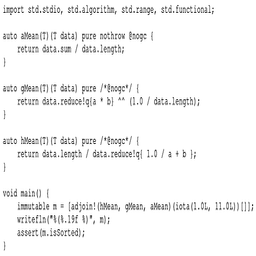 import std.stdio, std.algorithm, std.range, std.functional;
auto aMean(T)(T data) pure nothrow @nogc {
return data.sum / data.length;
}
auto gMean(T)(T data) pure /*@nogc*/ {
return data.reduce!q{a * b} ^^ (1.0 / data.length);
}
auto hMean(T)(T data) pure /*@nogc*/ {
return data.length / data.reduce!q{ 1.0 / a + b };
}
void main() {
immutable m = [adjoin!(hMean, gMean, aMean)(iota(1.0L, 11.0L))[]];
writefln("%(%.19f %)", m);
assert(m.isSorted);
}